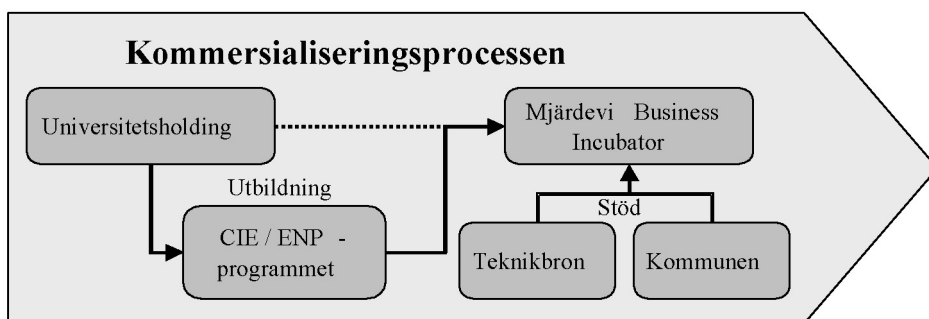 Kommersialiseringsprocessen
Universitetsholding
Mjärdevi Business
Incubator
Utbildning
CIE / ENP -
programmet
Stöd
Teknikbron
Kommunen